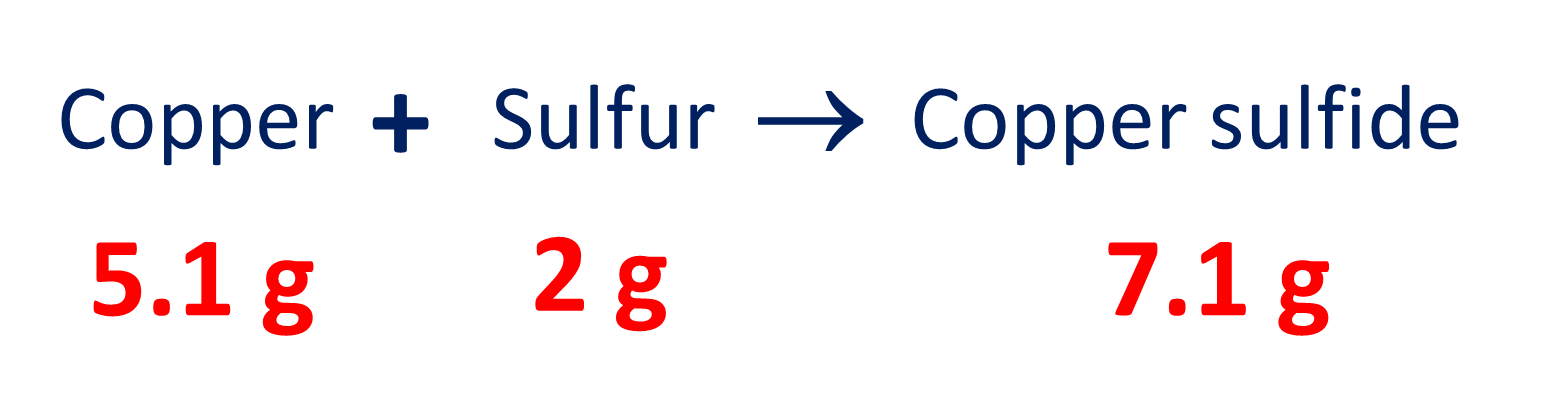 Copper + Sulfur → Copper sulfide
5.1 g 2 g 7.1 g